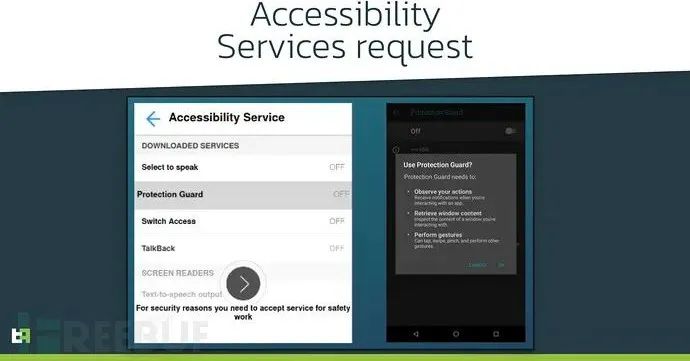 Accessibility
Services request
Accessibility Service
DOWNLOADED SERVICES
Select to speak OFF
Protection Guard OFF
Switch Access OFF
TalkBack OFF
SCREEN READERS
Text-to-speech output
For security reasons you need to accept service for safety
work
Protection Guard
Off
Use Protection Guard?
Protection Guard needs to:
• Observe your actions
Receive notifications when you're
interacting with an app.
• Retrieve window content
Inspect the content of a window you're
interacting with.
• Perform gestures
Can tap, swipe, pinch, and perform other
gestures.
CANCEL OK
FREEBUF